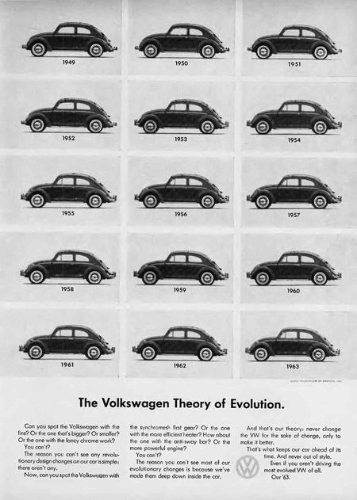 1949 1950 1951
1952 1953 1954
1955 1956 1957
1958 1959 1960
1961 1962 1963
The Volkswagen Theory of Evolution.
Can you spot the Volkswagen with the
fins? Or the one that's bigger? Or smaller?
Or the one with the fancy chrome work?
You can't?
The reason you can't see any revolu-
tionary design changes on our car is simple:
there aren't any.
Now, can you spot the Volkswagen with
the synchromesh first gear? Or the one
with the more efficient heater? How about
the one with the anti-sway bar? Or the
more powerful engine?
You can't?
The reason you can't see most of our
evolutionary changes is because we've
made them deep down inside the car.
And that's our theory: never change
the VW for the sake of change, only to
make it better.
That's what keeps our car ahead of its
time. And never out of style.
Even if you aren't driving the
most evolved VW of all.
Our '63.